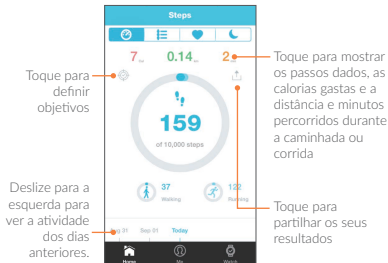 Steps
7
0.14
2
Toque para mostrar
os passos dados, as
calorias gastas e a
distância e minutos
percorridos durante
a caminhada ou
corrida
Toque para
definir
objetivos
159
of 10,000 steps
37
Walking
122
Running
Toque para
partilhar os seus
resultados
Deslize para a
esquerda para
ver a atividade
dos dias
anteriores.
Aug 31 Sep 01 Today
Home Me Watch